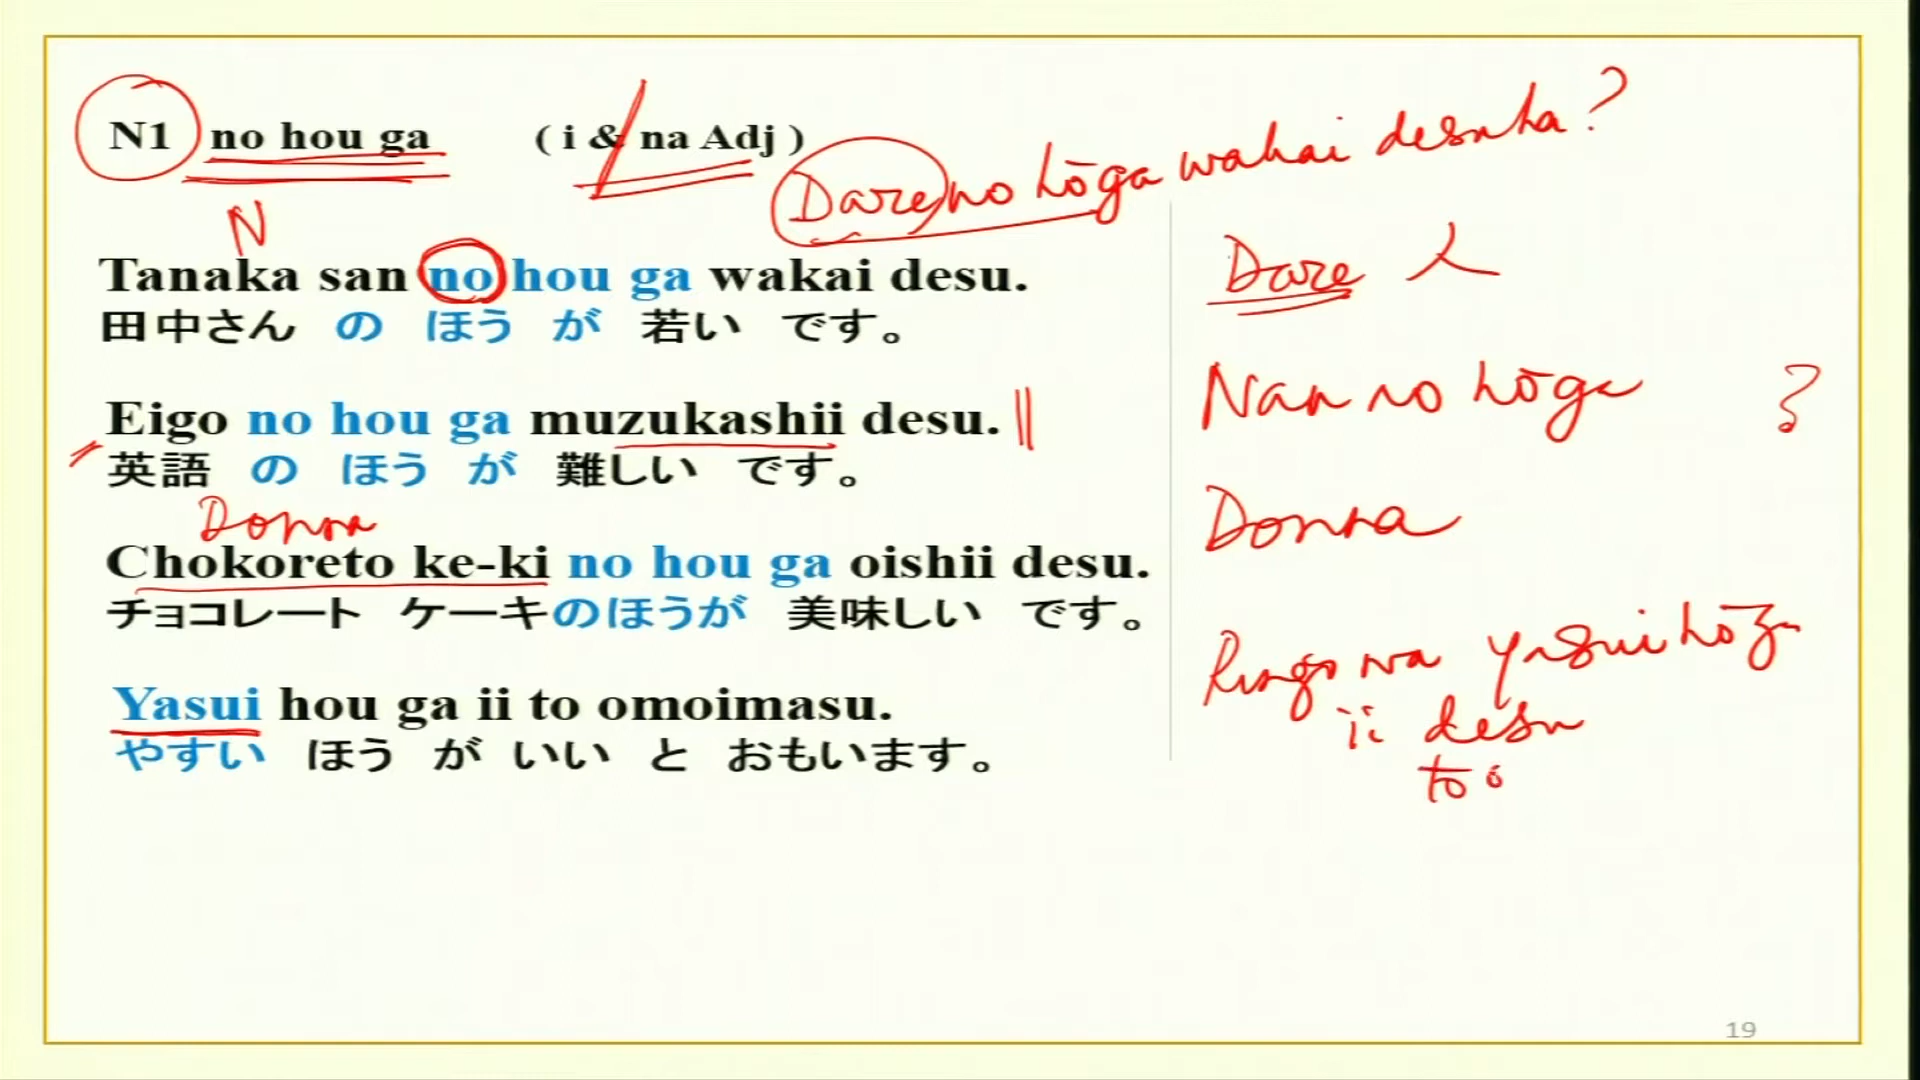 N1 no hou ga ( i & na Adj )
Dare no hōga wakai desuka?
N
Tanaka san no hou ga wakai desu.
田中さん の ほう が 若い です。
Dare 人
Eigo no hou ga muzukashii desu.
英語 の ほう が 難しい です。
Nan no hōga ?
Donna
Chokoreto ke-ki no hou ga oishii desu.
チョコレート ケーキのほうが 美味しい です。
Donna
Yasui hou ga ii to omoimasu.
やすい ほう が いい と おもいます。
Ringo wa yasui hōga
ii desu
to o
19